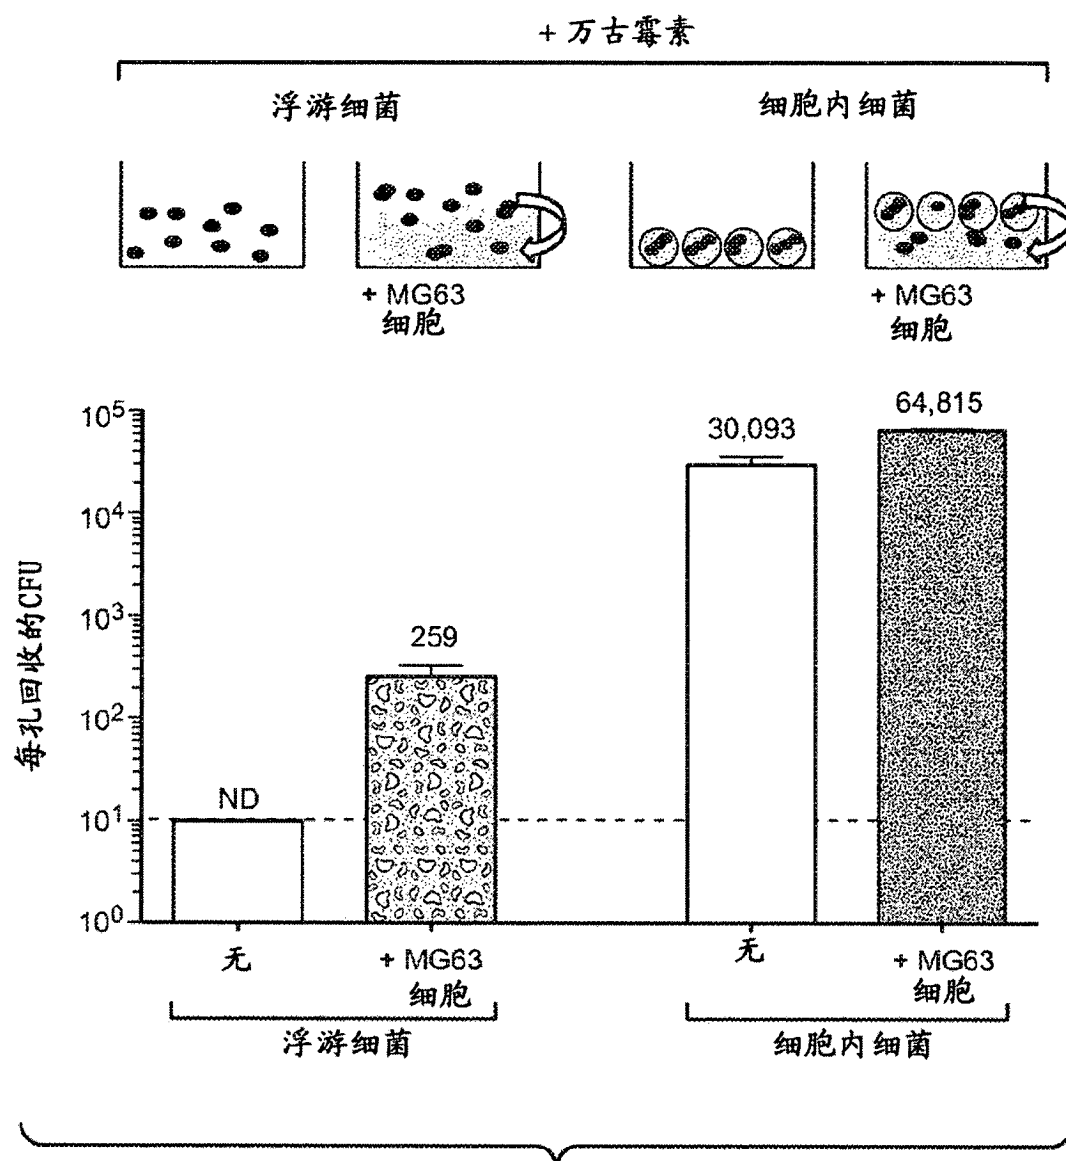 + 万古霉素
浮游细菌
细胞内细菌
+ MG63
细胞
+ MG63
细胞
每孔回收的CFU
10⁵
10⁴
10³
10²
10¹
10⁰
ND
259
30,093
64,815
无
+ MG63
细胞
无
+ MG63
细胞
浮游细菌
细胞内细菌